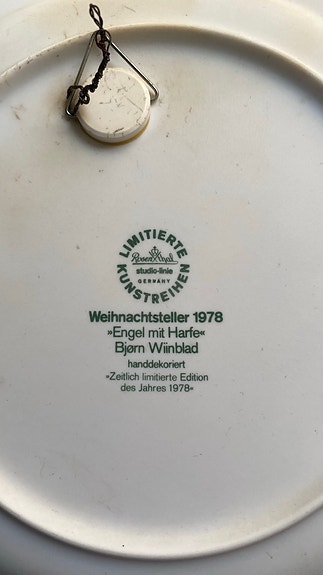 LIMITIERTE
Rosenthal
studio-linie
GERMANY
KUNSTREIHEN
Weihnachtsteller 1978
»Engel mit Harfe«
Bjørn Wiinblad
handdekoriert
»Zeitlich limitierte Edition
des Jahres 1978«